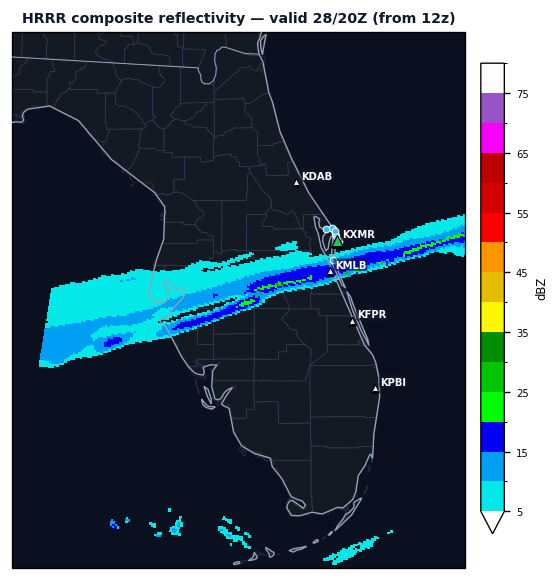 HRRR composite reflectivity — valid 28/20Z (from 12z)
KDAB
KXMR
KMLB
KFPR
KPBI
75
65
55
45
35
25
15
5
dBZ